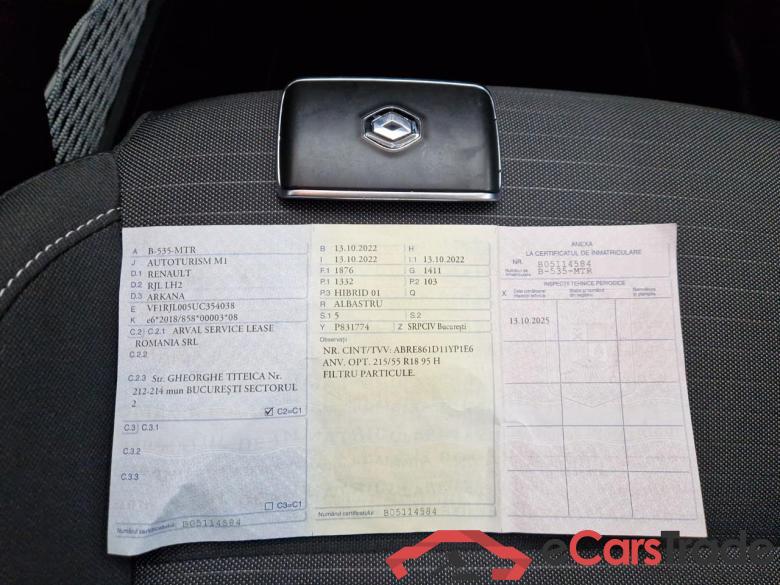 A B-535-MTR
J AUTOTURISM M1
D.1 RENAULT
D.2 RJL 1H2
D.3 ARKANA
E VF1RJL005UC354038
K e6*2018/858*00003*08
C.2 C.2.1 ARVAL SERVICE LEASE
ROMANIA SRL
C.2.2
C.2.3 Str. GHEORGHE TITEICA Nr.
212-214 mun BUCUREȘTI SECTORUL
2
☑ C2=C1
C.3 C.3.1
C.3.2
C.3.3
☐ C3=C1
Numărul certificatului B05114584
B 13.10.2022 H
I 13.10.2022 I.1 13.10.2022
F.1 1876 G 1411
P.1 1332 P.2 103
P.3 HIBRID 01 Q
R ALBASTRU
S.1 5 S.2
Y P831774 Z SRPCIV București
Observații
NR. CINT/TVV: ABRE861D11YP1E6
ANV. OPT. 215/55 R18 95 H
FILTRU PARTICULE.
Numărul certificatului B05114584
ANEXA
LA CERTIFICATUL DE ÎNMATRICULARE
NR. B05114584
Numărul de înmatriculare B-535-MTR
INSPECȚII TEHNICE PERIODICE
X
13.10.2025
eCarsTrade